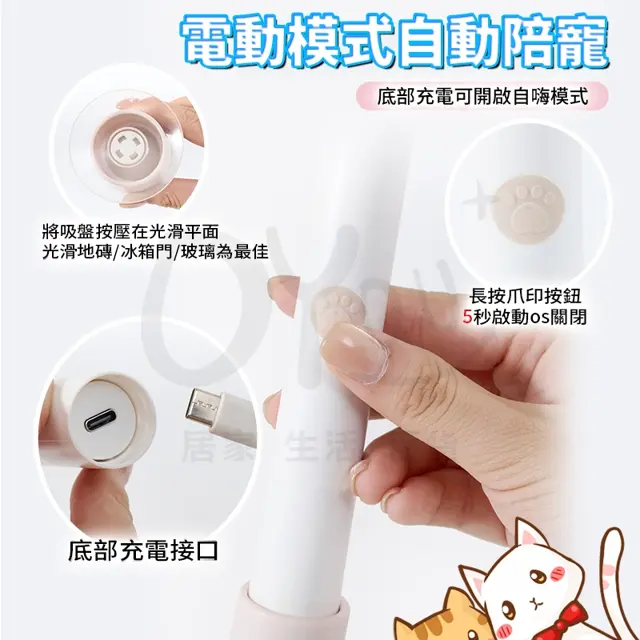 電動模式自動陪寵
底部充電可開啟自嗨模式
將吸盤按壓在光滑平面
光滑地磚/冰箱門/玻璃為最佳
長按爪印按鈕
5秒啟動os關閉
居家 生活
底部充電接口